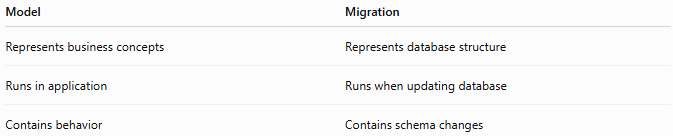 Model Migration
Represents business concepts Represents database structure
Runs in application Runs when updating database
Contains behavior Contains schema changes